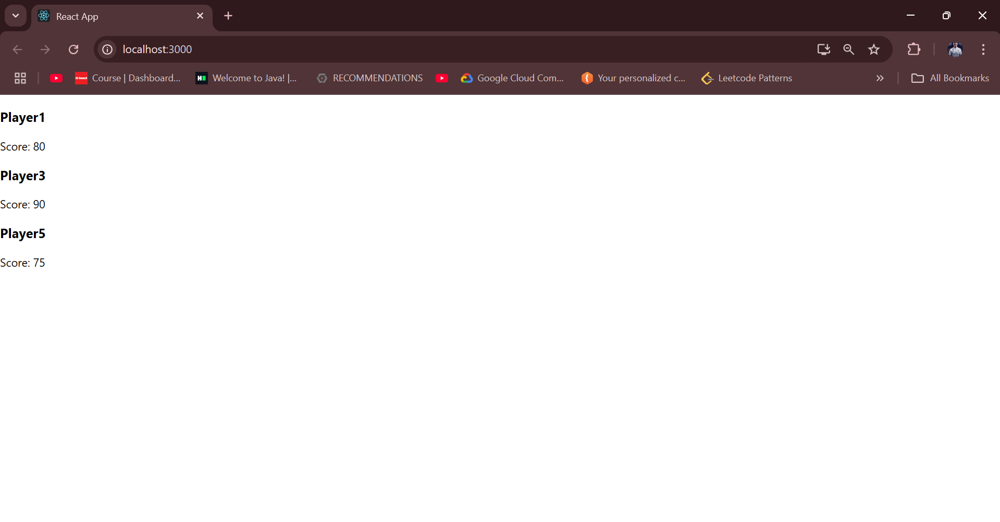 React App
localhost:3000
Course | Dashboard...
Welcome to Java! |...
RECOMMENDATIONS
Google Cloud Com...
Your personalized c...
Leetcode Patterns
All Bookmarks
Player1
Score: 80
Player3
Score: 90
Player5
Score: 75